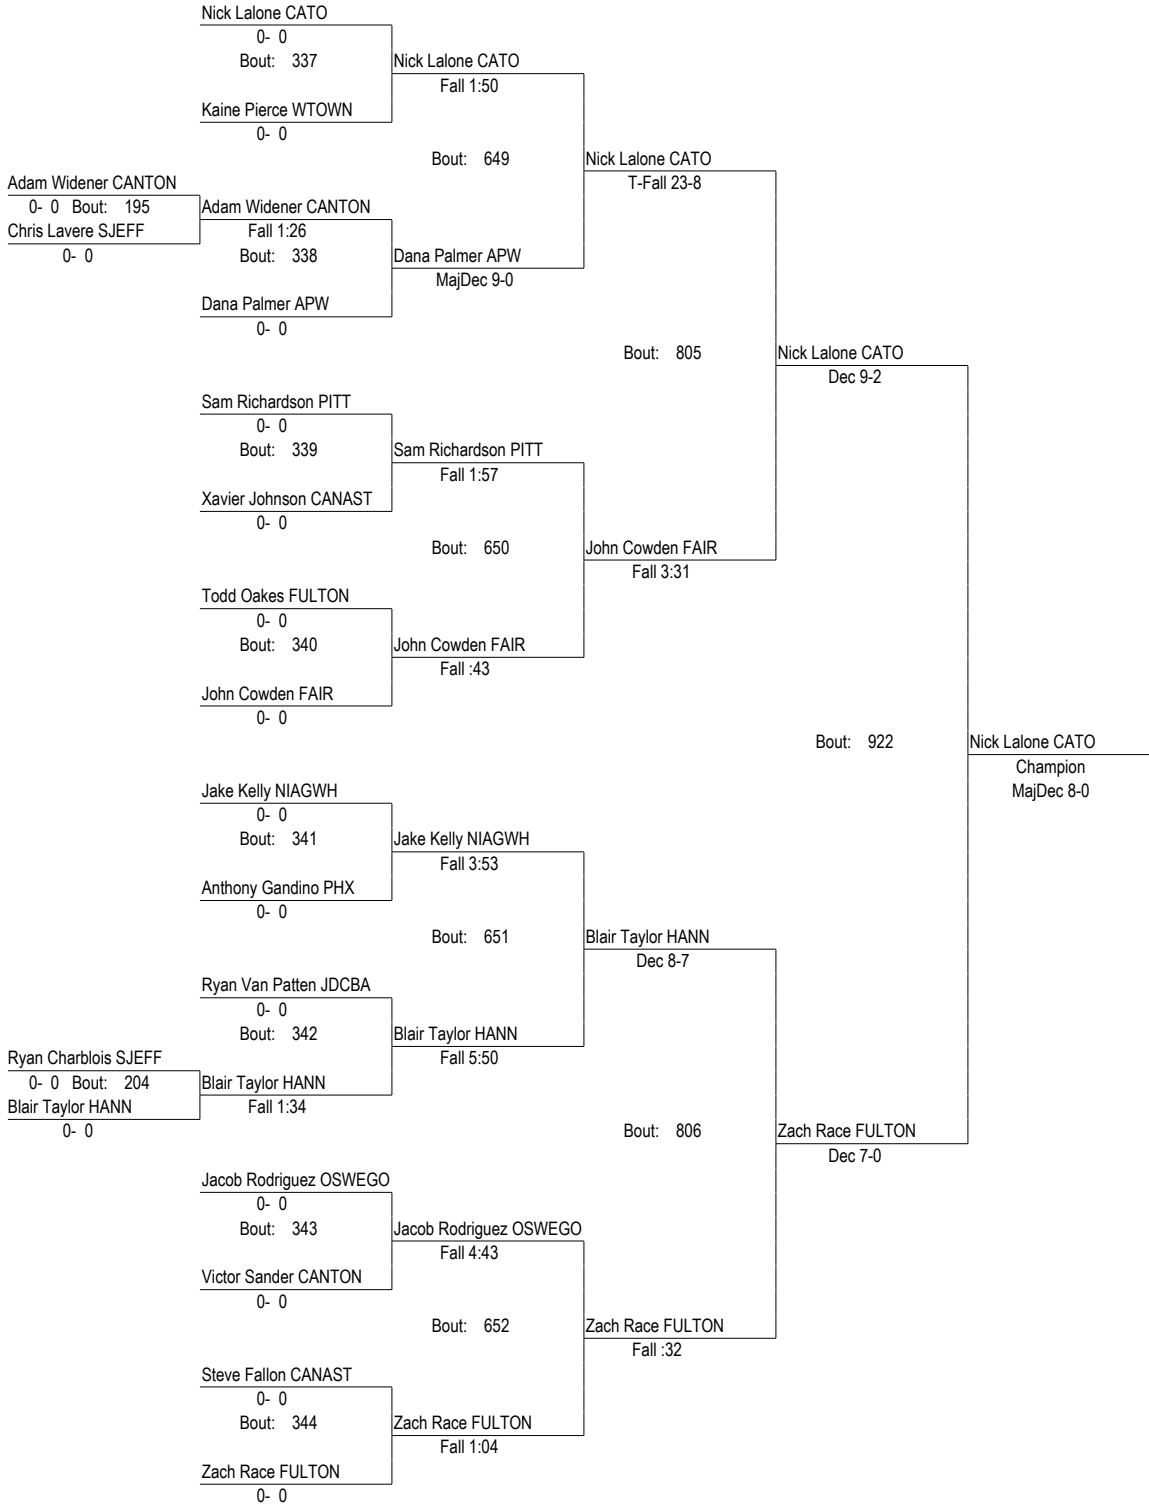 Nick Lalone CATO
0- 0
Bout: 337
Nick Lalone CATO
Fall 1:50
Kaine Pierce WTOWN
0- 0
Bout: 649
Nick Lalone CATO
T-Fall 23-8
Adam Widener CANTON
0- 0 Bout: 195
Adam Widener CANTON
Chris Lavere SJEFF
Fall 1:26
0- 0
Bout: 338
Dana Palmer APW
MajDec 9-0
Dana Palmer APW
0- 0
Bout: 805
Nick Lalone CATO
Dec 9-2
Sam Richardson PITT
0- 0
Bout: 339
Sam Richardson PITT
Fall 1:57
Xavier Johnson CANAST
0- 0
Bout: 650
John Cowden FAIR
Fall 3:31
Todd Oakes FULTON
0- 0
Bout: 340
John Cowden FAIR
Fall :43
John Cowden FAIR
0- 0
Bout: 922
Nick Lalone CATO
Champion
MajDec 8-0
Jake Kelly NIAGWH
0- 0
Bout: 341
Jake Kelly NIAGWH
Fall 3:53
Anthony Gandino PHX
0- 0
Bout: 651
Blair Taylor HANN
Dec 8-7
Ryan Van Patten JDCBA
0- 0
Bout: 342
Blair Taylor HANN
Fall 5:50
Ryan Charblois SJEFF
0- 0 Bout: 204
Blair Taylor HANN
Blair Taylor HANN
Fall 1:34
0- 0
Bout: 806
Zach Race FULTON
Dec 7-0
Jacob Rodriguez OSWEGO
0- 0
Bout: 343
Jacob Rodriguez OSWEGO
Fall 4:43
Victor Sander CANTON
0- 0
Bout: 652
Zach Race FULTON
Fall :32
Steve Fallon CANAST
0- 0
Bout: 344
Zach Race FULTON
Fall 1:04
Zach Race FULTON
0- 0